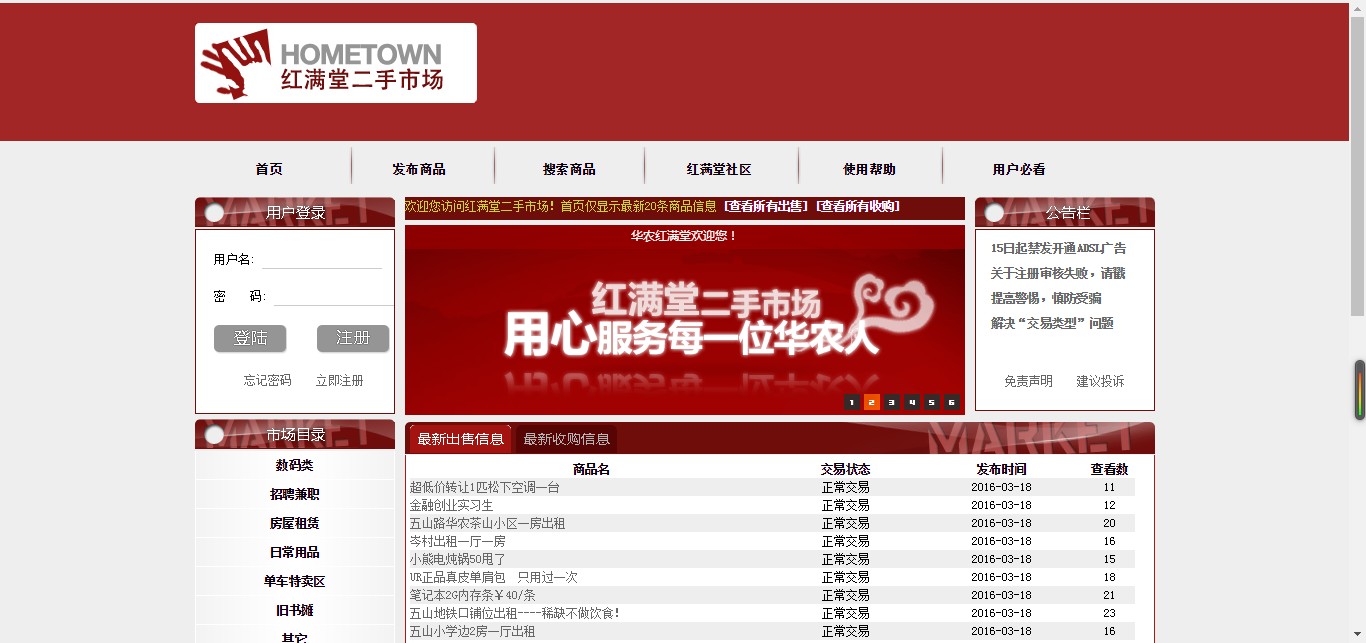 HOMETOWN
红满堂二手市场
首页 发布商品 搜索商品 红满堂社区 使用帮助 用户必看
用户登录
用户名:
密 码:
登陆 注册
忘记密码 立即注册
市场目录
数码类
招聘兼职
房屋租赁
日常用品
单车特卖区
旧书摊
其它
欢迎您访问红满堂二手市场！首页仅显示最新20条商品信息 [查看所有出售] [查看所有收购]
华农红满堂欢迎您！
红满堂二手市场
用心服务每一位华农人
1 2 3 4 5 6
公告栏
15日起禁发开通ADSL广告
关于注册审核失败，请戳
提高警惕，慎防受骗
解决“交易类型”问题
免责声明 建议投诉
最新出售信息 最新收购信息 MARKET
商品名 交易状态 发布时间 查看数
超低价转让1匹松下空调一台 正常交易 2016-03-18 11
金融创业实习生 正常交易 2016-03-18 12
五山路华农茶山小区一房出租 正常交易 2016-03-18 20
岑村出租一厅一房 正常交易 2016-03-18 16
小熊电炖锅50甩了 正常交易 2016-03-18 15
UR正品真皮单肩包 只用过一次 正常交易 2016-03-18 18
笔记本2G内存条￥40/条 正常交易 2016-03-18 21
五山地铁口铺位出租----稀缺不做饮食! 正常交易 2016-03-18 23
五山小学边2房一厅出租 正常交易 2016-03-18 16